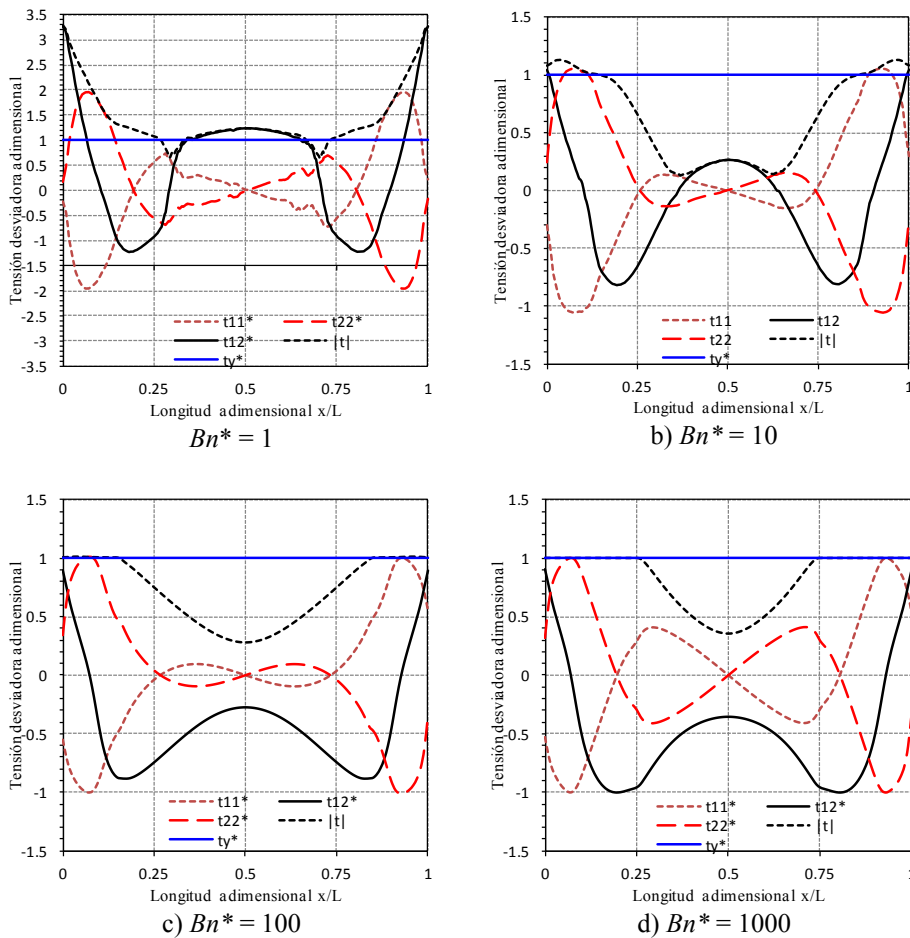 Tensión desviadora adimensional
3.5
3
2.5
2
1.5
1
0.5
0
-0.5
-1
-1.5
2
-2.5
3
-3.5
t11*
t22*
t12*
|t|
ty*
0
0.25
0.5
0.75
1
Longitud adimensional x/L
Bn* = 1
Tensión desviadora adimensional
1.5
1
0.5
0
-0.5
-1
-1.5
t11
t12
t22
|t|
ty*
0
0.25
0.5
0.75
1
Longitud adimensional x/L
b) Bn* = 10
Tensión desviadora adimensional
1.5
1
0.5
0
-0.5
-1
-1.5
t11*
t12*
t22*
|t|
ty*
0
0.25
0.5
0.75
1
Longitud adimensional x/L
c) Bn* = 100
Tensión desviadora adimensional
1.5
1
0.5
0
-0.5
-1
-1.5
t11*
t12*
t22*
|t|
ty*
0
0.25
0.5
0.75
1
Longitud adimensional x/L
d) Bn* = 1000